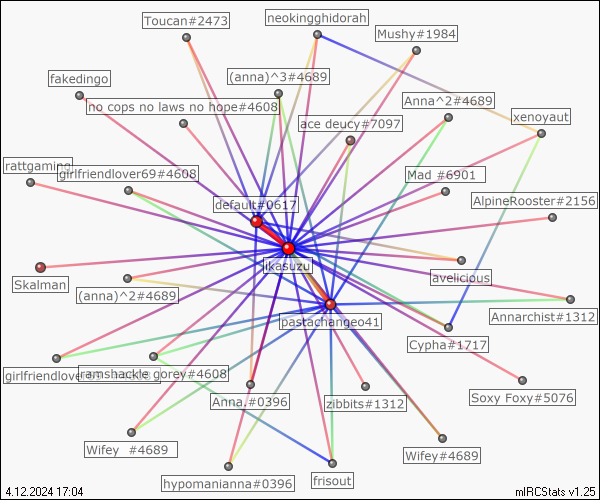 neokingghidorah
Toucan#2473
Mushy#1984
fakedingo
(anna)^3#4689
no cops no laws no hope#4608
Anna^2#4689
ace deucy#7097
xenoyaut
rattgaming
girlfriendlover69#4608
Mad #6901
default#0617
AlpineRooster#2156
ikasuzu
Skalman
avelicious
(anna)^2#4689
Annarchist#1312
pastachangeo41
Cypha#1717
girlfriendlove
ramshackle gorey#4608
Anna.#0396
zibbits#1312
Soxy Foxy#5076
Wifey #4689
Wifey#4689
hypomanianna#0396
frisout
4.12.2024 17:04
mIRCStats v1.25